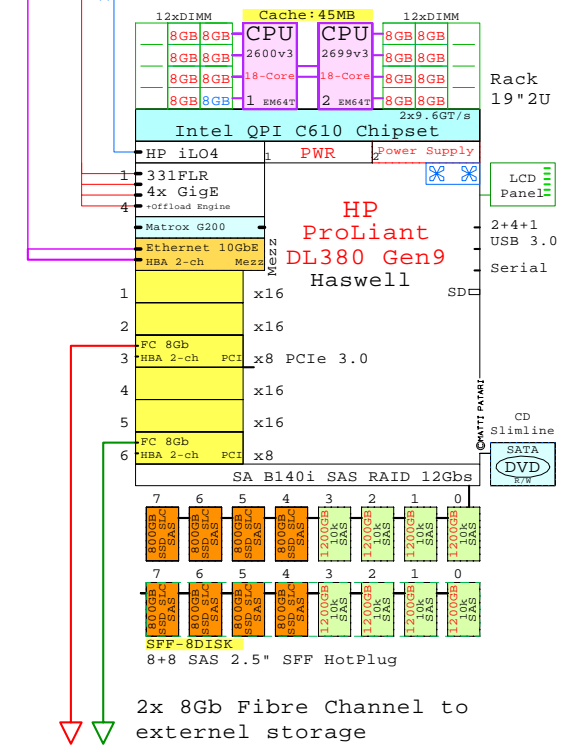 12xDIMM Cache:45MB 12xDIMM
8GB 8GB CPU CPU 8GB 8GB
8GB 8GB 2600v3 2699v3 8GB 8GB
8GB 8GB 18-Core 18-Core 8GB 8GB
8GB 8GB 1 EM64T 2 EM64T 8GB 8GB
Rack
19"2U
2x9.6GT/s
Intel QPI C610 Chipset
HP iLO4 1 PWR 2 Power Supply
1 331FLR
4x GigE
4 +Offload Engine
LCD
Panel
Matrox G200
Ethernet 10GbE
HBA 2-ch Mezz
Mezz
HP
ProLiant
DL380 Gen9
Haswell
2+4+1
USB 3.0
Serial
SD
1 x16
2 x16
FC 8Gb
3 HBA 2-ch PCI x8 PCIe 3.0
4 x16
5 x16
FC 8Gb
6 HBA 2-ch PCI x8
©MATTI PATARI
CD
Slimline
SATA
DVD
R/W
SA B140i SAS RAID 12Gbs
7 6 5 4 3 2 1 0
800GB SSD SLC SAS
800GB SSD SLC SAS
800GB SSD SLC SAS
800GB SSD SLC SAS
1200GB 10k SAS
1200GB 10k SAS
1200GB 10k SAS
1200GB 10k SAS
7 6 5 4 3 2 1 0
800GB SSD SLC SAS
800GB SSD SLC SAS
800GB SSD SLC SAS
800GB SSD SLC SAS
1200GB 10k SAS
1200GB 10k SAS
1200GB 10k SAS
1200GB 10k SAS
SFF-8DISK
8+8 SAS 2.5" SFF HotPlug
2x 8Gb Fibre Channel to
externel storage